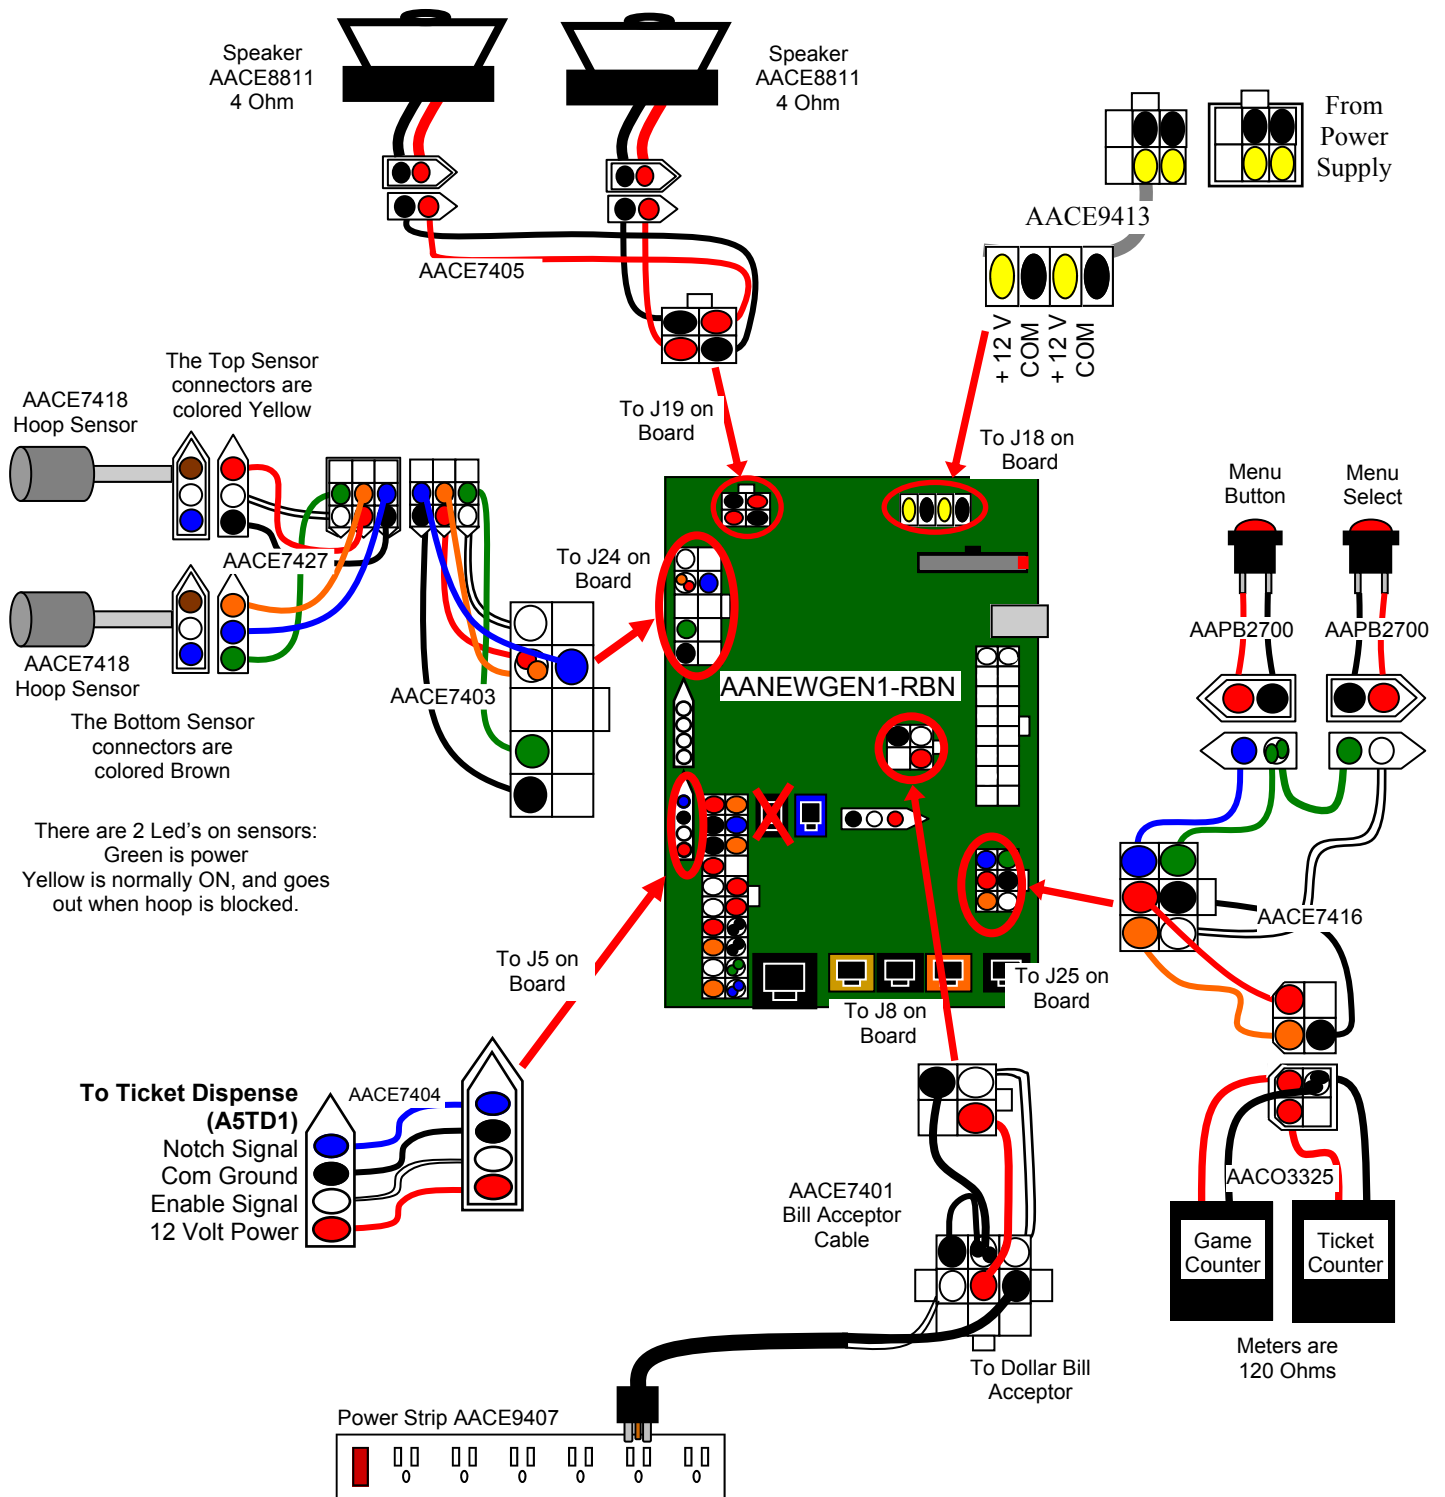 Speaker
AACE8811
4 Ohm
Speaker
AACE8811
4 Ohm
From
Power
Supply
AACE9413
AACE7405
+ 12 V
COM
+ 12 V
COM
The Top Sensor
connectors are
colored Yellow
AACE7418
Hoop Sensor
To J19 on
Board
To J18 on
Board
Menu
Button
Menu
Select
AACE7427
To J24 on
Board
AAPB2700
AAPB2700
AACE7418
Hoop Sensor
AACE7403
AANEWGEN1-RBN
The Bottom Sensor
connectors are
colored Brown
There are 2 Led's on sensors:
Green is power
Yellow is normally ON, and goes
out when hoop is blocked.
AACE7416
To J5 on
Board
To J8 on
Board
To J25 on
Board
To Ticket Dispense
(A5TD1)
Notch Signal
Com Ground
Enable Signal
12 Volt Power
AACE7404
AACE7401
Bill Acceptor
Cable
AACO3325
Game
Counter
Ticket
Counter
Meters are
120 Ohms
To Dollar Bill
Acceptor
Power Strip AACE9407